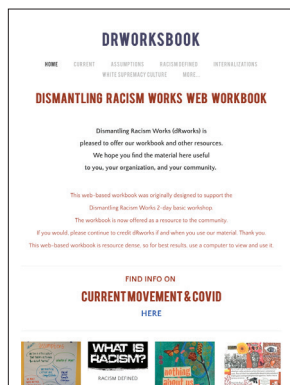 DRWORKSBOOK
HOME CURRENT ASSUMPTIONS RACISM DEFINED INTERNALIZATIONS
WHITE SUPREMACY CULTURE MORE...
DISMANTLING RACISM WORKS WEB WORKBOOK
Dismantling Racism Works (dRworks) is
pleased to offer our workbook and other resources.
We hope you find the material here useful
to you, your organization, and your community.
This web-based workbook was originally designed to support the
Dismantling Racism Works 2-day basic workshop.
The workbook is now offered as a resource to the community.
If you would, please continue to credit dRworks if and when you use our material. Thank you.
This web-based workbook is resource dense, so for best results, use a computer to view and use it.
FIND INFO ON
CURRENT MOVEMENT & COVID
HERE
WHAT IS
RACISM?
RACISM DEFINED
nothing
about us